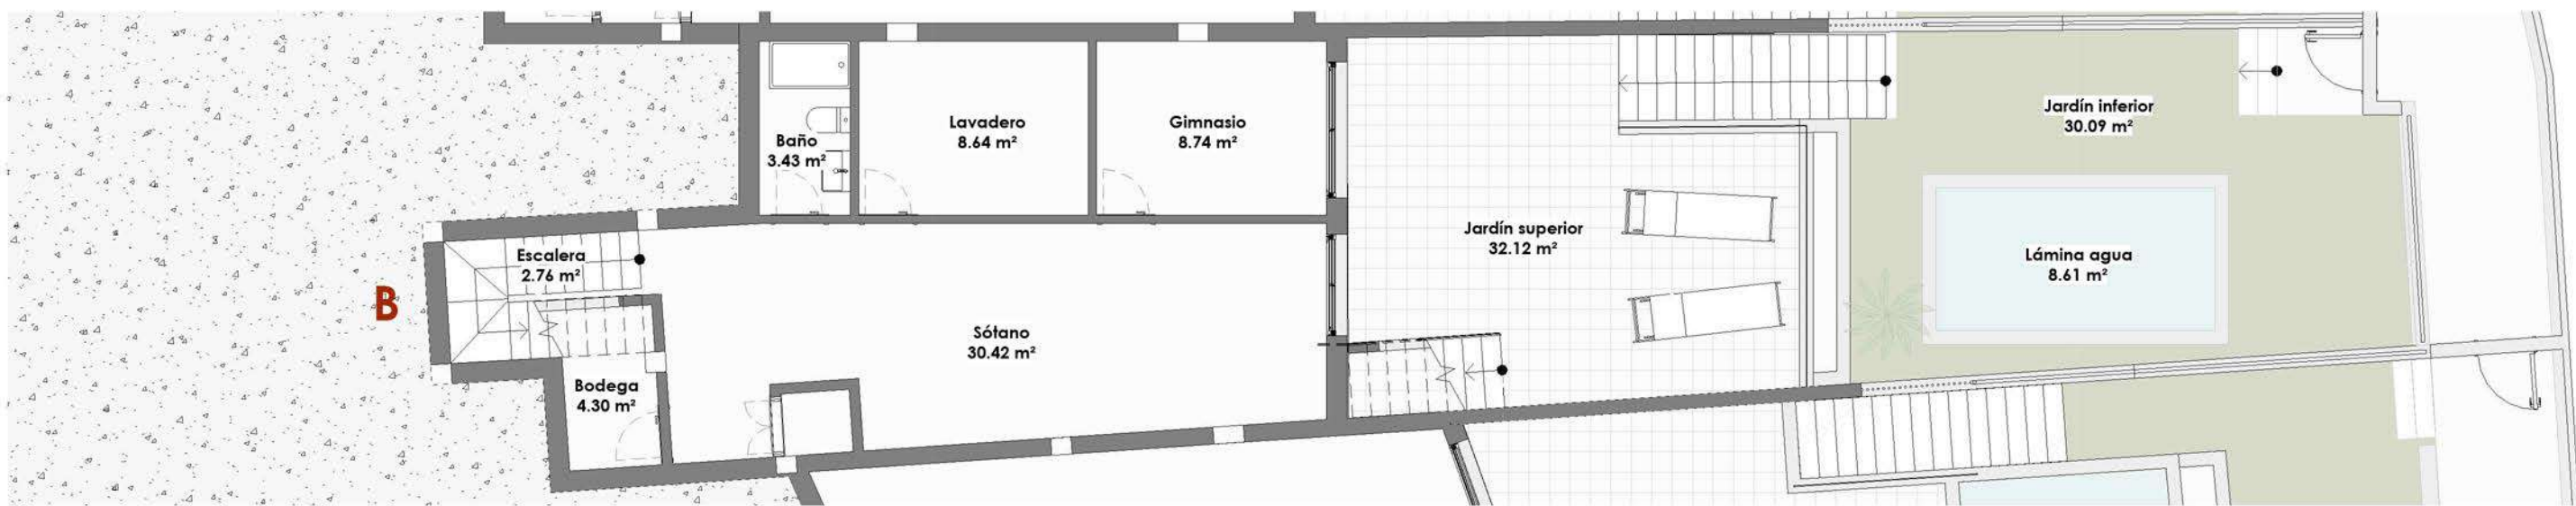 B
Escalera
2.76 m²
Bodega
4.30 m²
Baño
3.43 m²
Lavadero
8.64 m²
Gimnasio
8.74 m²
Sótano
30.42 m²
Jardín superior
32.12 m²
Jardín inferior
30.09 m²
Lámina agua
8.61 m²